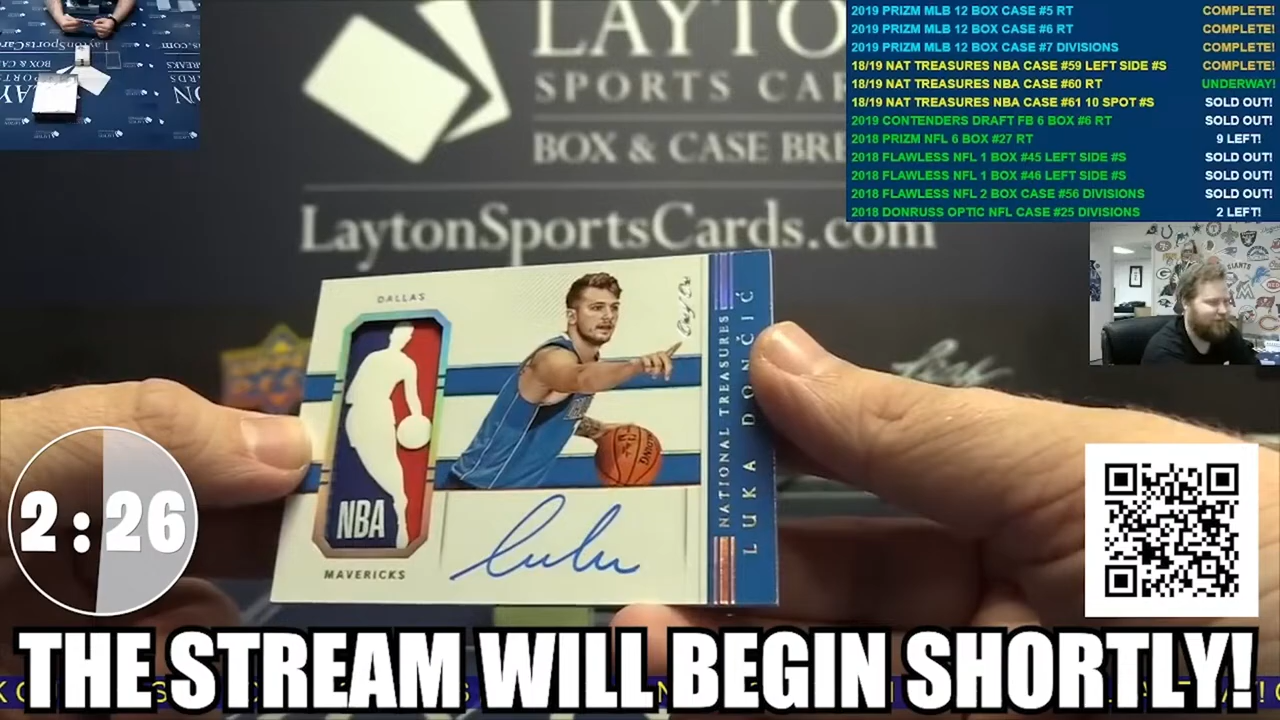 LAYTO
SPORTS CAR
BOX & CASE BRE
LaytonSportsCards.com
2019 PRIZM MLB 12 BOX CASE #5 RT COMPLETE!
2019 PRIZM MLB 12 BOX CASE #6 RT COMPLETE!
2019 PRIZM MLB 12 BOX CASE #7 DIVISIONS COMPLETE!
18/19 NAT TREASURES NBA CASE #59 LEFT SIDE #S COMPLETE!
18/19 NAT TREASURES NBA CASE #60 RT UNDERWAY!
18/19 NAT TREASURES NBA CASE #61 10 SPOT #S SOLD OUT!
2019 CONTENDERS DRAFT FB 6 BOX #6 RT SOLD OUT!
2018 PRIZM NFL 6 BOX #27 RT 9 LEFT!
2018 FLAWLESS NFL 1 BOX #45 LEFT SIDE #S SOLD OUT!
2018 FLAWLESS NFL 1 BOX #46 LEFT SIDE #S SOLD OUT!
2018 FLAWLESS NFL 2 BOX CASE #56 DIVISIONS SOLD OUT!
2018 DONRUSS OPTIC NFL CASE #25 DIVISIONS 2 LEFT!
DALLAS
One of One
NBA
MAVERICKS
NATIONAL TREASURES
LUKA DONČIĆ
2:26
THE STREAM WILL BEGIN SHORTLY!